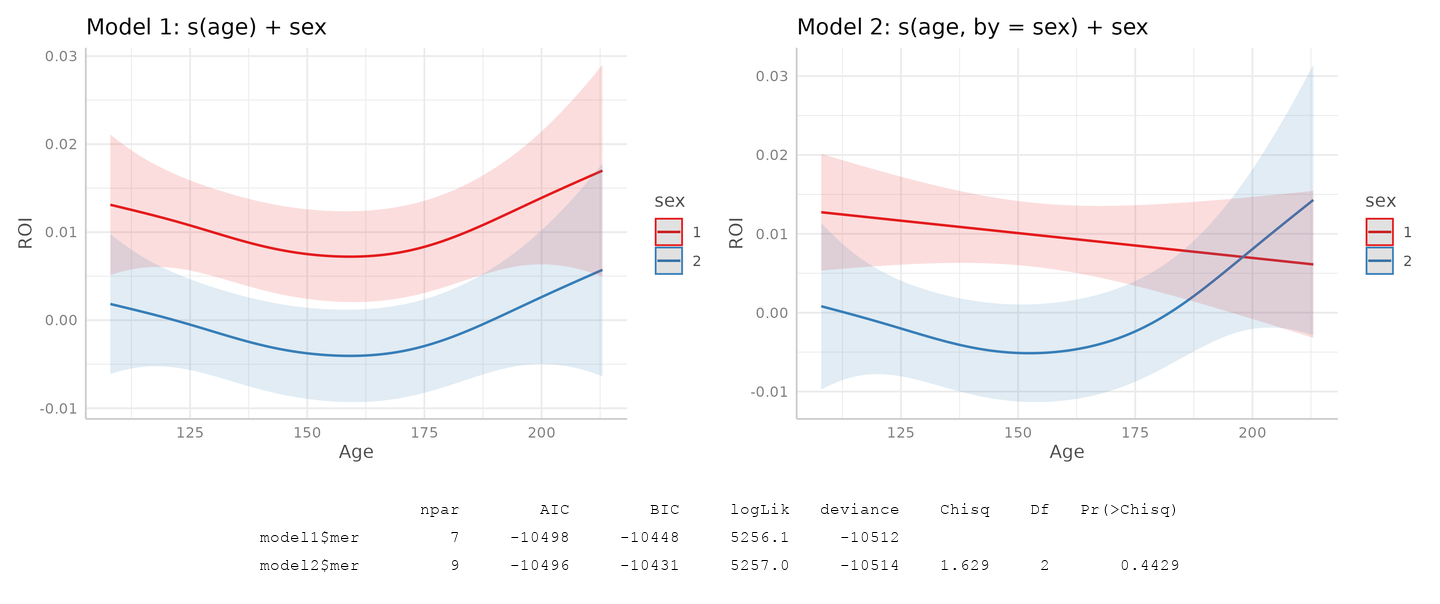 Model 1: s(age) + sex
0.03
0.02
0.01
0.00
-0.01
ROI
125 150 175 200
Age
sex
1
2
Model 2: s(age, by = sex) + sex
0.03
0.02
0.01
0.00
-0.01
ROI
125 150 175 200
Age
sex
1
2
npar AIC BIC logLik deviance Chisq Df Pr(>Chisq)
model1$mer 7 -10498 -10448 5256.1 -10512
model2$mer 9 -10496 -10431 5257.0 -10514 1.629 2 0.4429